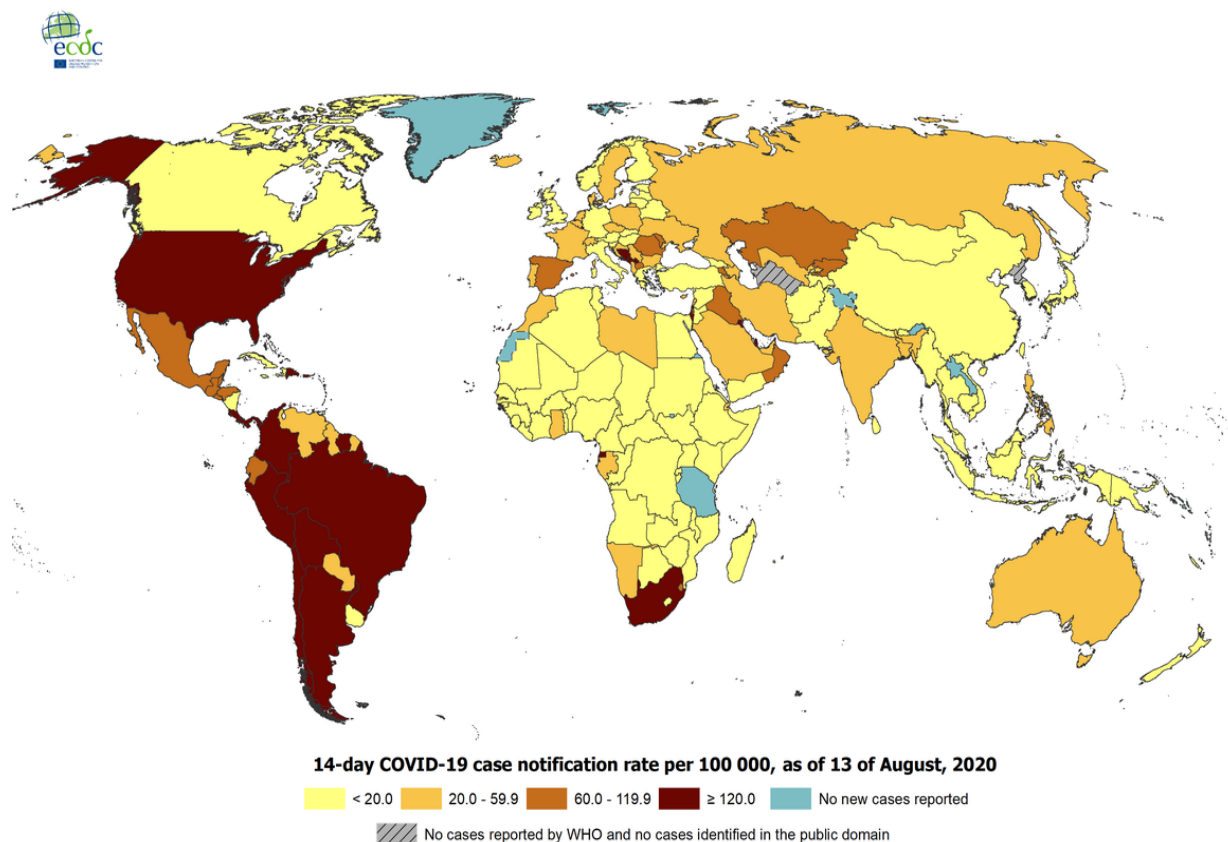 ecdc
14-day COVID-19 case notification rate per 100 000, as of 13 of August, 2020
< 20.0 20.0 - 59.9 60.0 - 119.9 ≥ 120.0 No new cases reported
No cases reported by WHO and no cases identified in the public domain